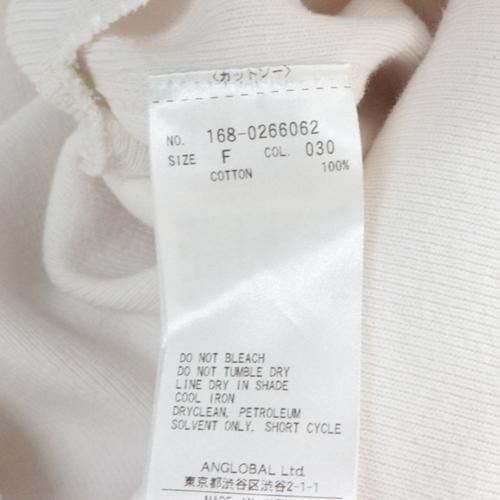 〈カットソー〉
NO. 168-0266062
SIZE F COL. 030
COTTON 100%
DO NOT BLEACH
DO NOT TUMBLE DRY
LINE DRY IN SHADE
COOL IRON
DRYCLEAN, PETROLEUM
SOLVENT ONLY, SHORT CYCLE
ANGLOBAL Ltd.
東京都渋谷区渋谷2-1-1
MADE IN